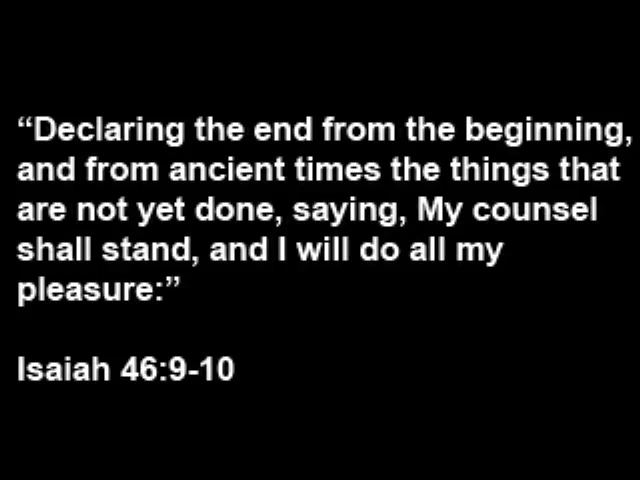 “Declaring the end from the beginning,
and from ancient times the things that
are not yet done, saying, My counsel
shall stand, and I will do all my
pleasure:”
Isaiah 46:9-10